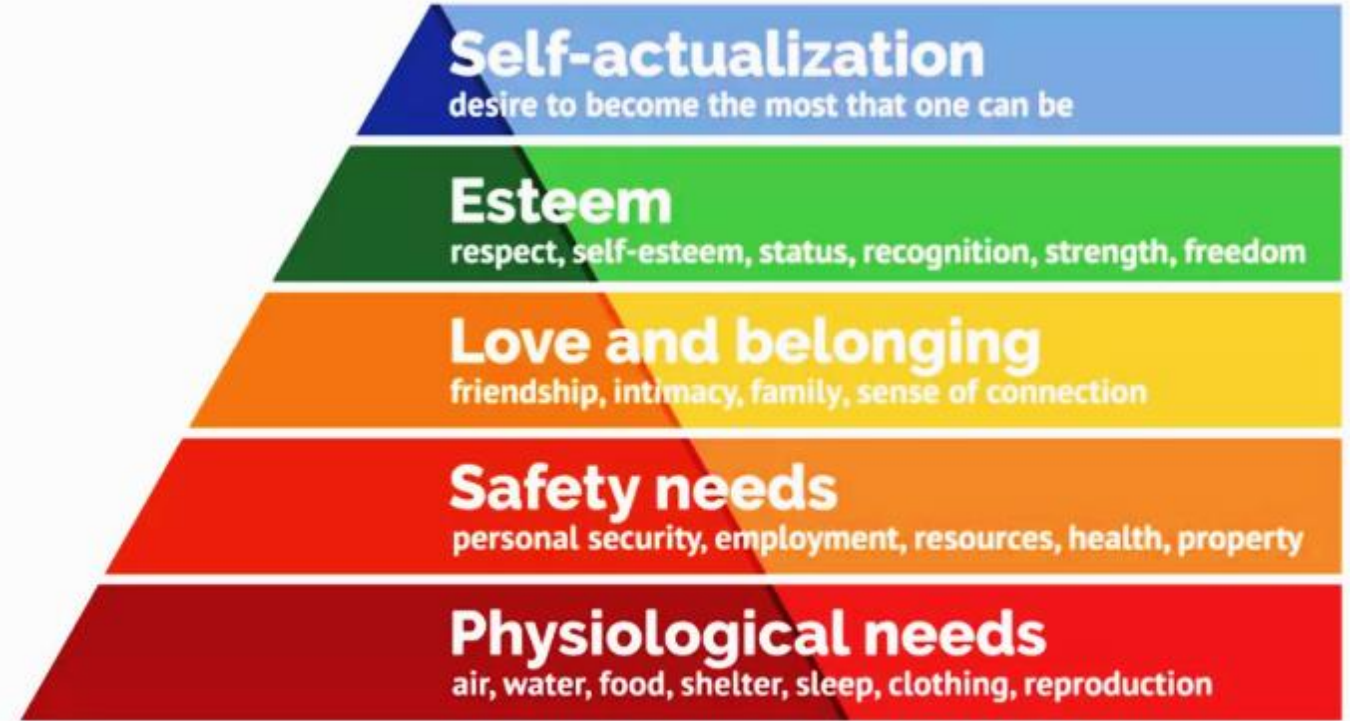 Self-actualization
desire to become the most that one can be
Esteem
respect, self-esteem, status, recognition, strength, freedom
Love and belonging
friendship, intimacy, family, sense of connection
Safety needs
personal security, employment, resources, health, property
Physiological needs
air, water, food, shelter, sleep, clothing, reproduction